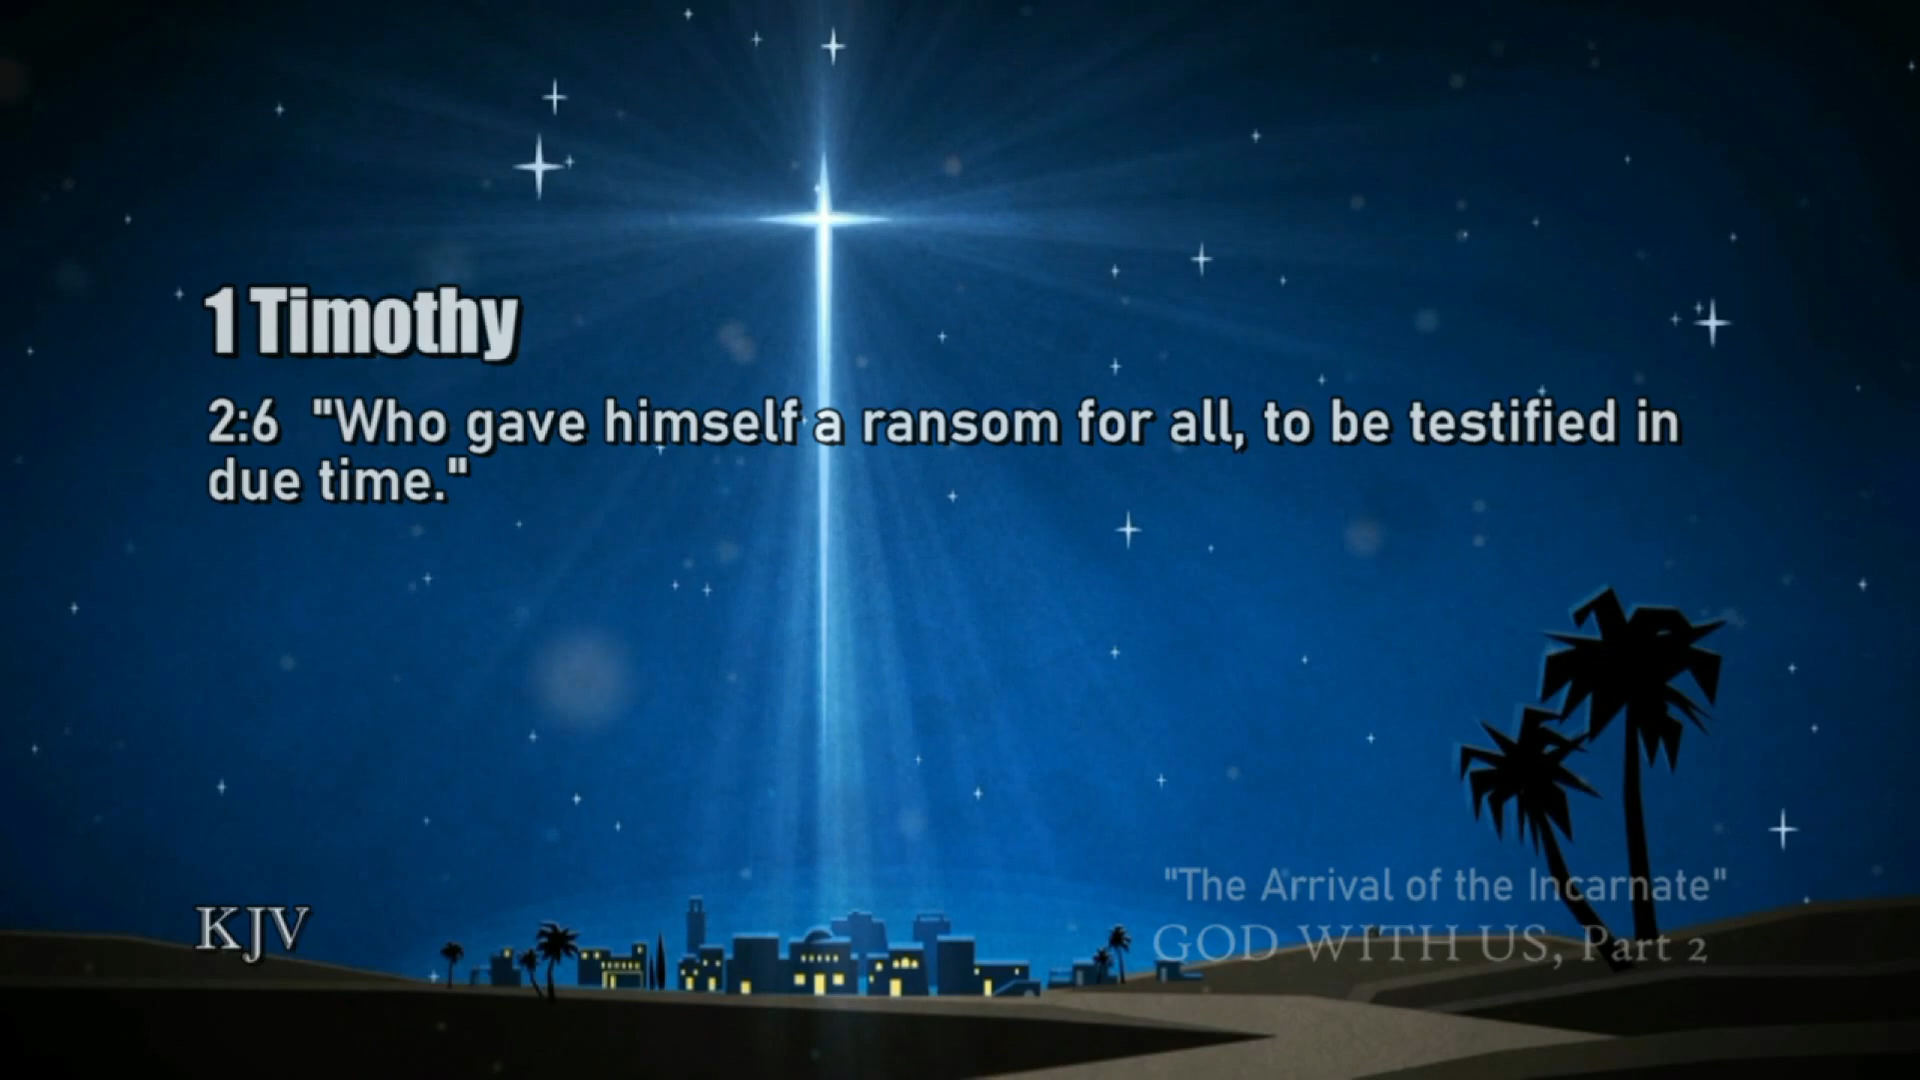 1 Timothy
2:6 "Who gave himself a ransom for all, to be testified in
due time."
"The Arrival of the Incarnate"
KJV
GOD WITH US, Part 2